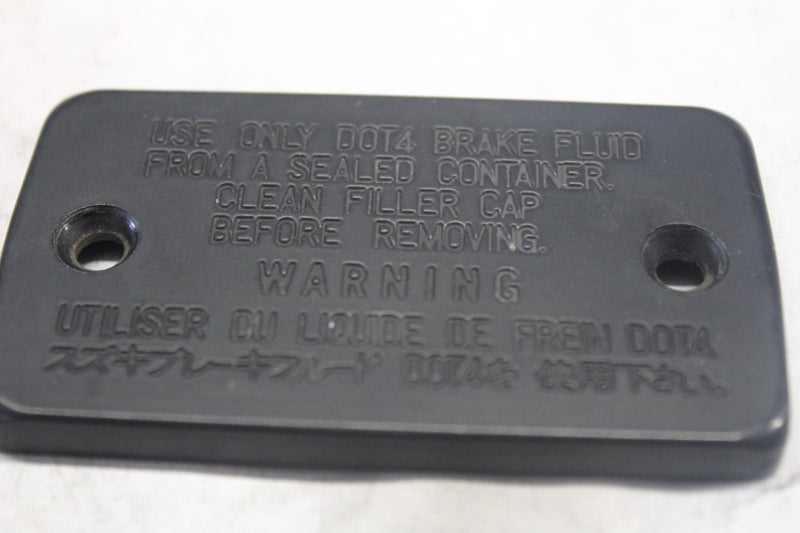 USE ONLY DOT4 BRAKE FLUID
FROM A SEALED CONTAINER.
CLEAN FILLER CAP
BEFORE REMOVING.
WARNING
UTILISER DU LIQUIDE DE FREIN DOT4.
スズキブレーキフルード DOT4を 使用下さい。